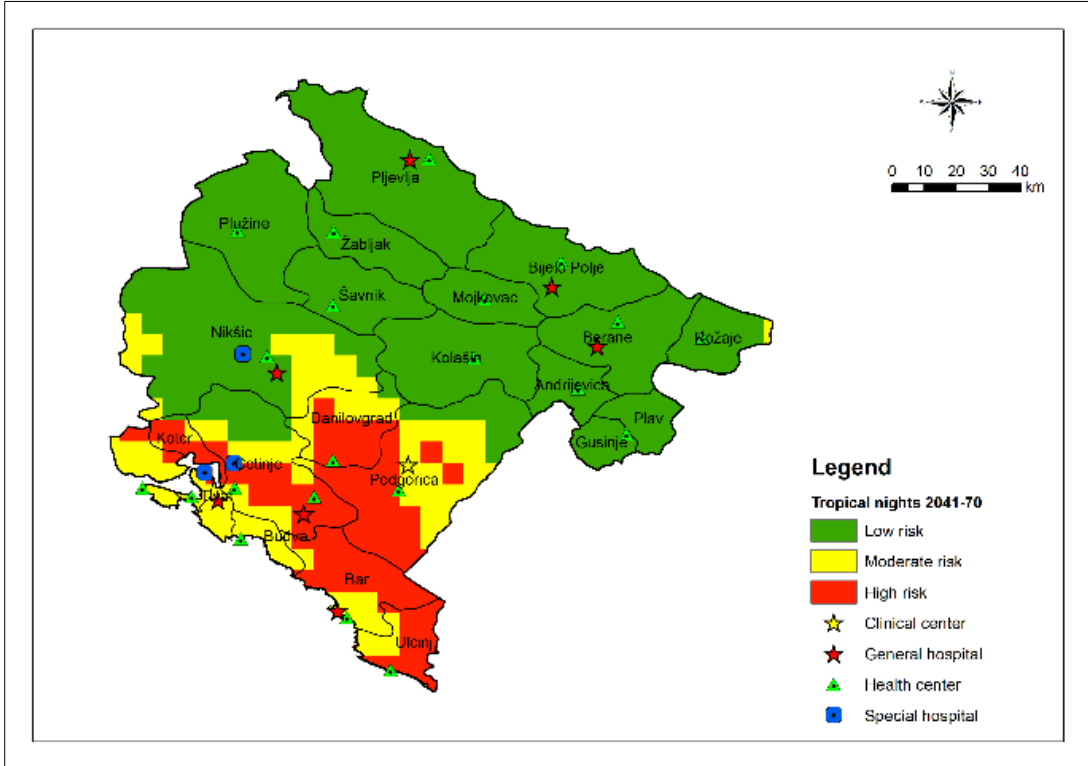 Pljevlja
Plužine
Žabljak
Bijelo Polje
Šavnik
Mojkovac
Nikšic
Berane
Rožaje
Kolašin
Andrijevica
Danilovgrad
Plav
Kotor
Gusinje
Cetinje
Podgorica
Budva
Bar
Ulcinj
0 10 20 30 40
km
Legend
Tropical nights 2041-70
Low risk
Moderate risk
High risk
Clinical center
General hospital
Health center
Special hospital